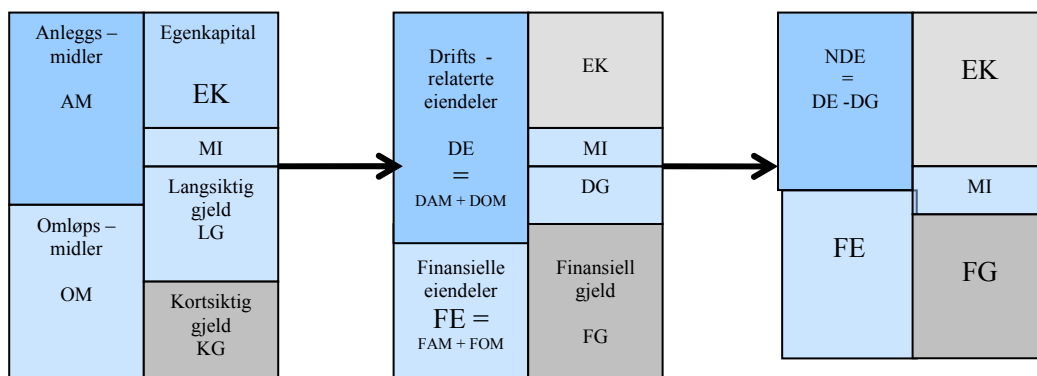 Anleggs –
midler
AM
Omløps –
midler
OM
Egenkapital
EK
MI
Langsiktig
gjeld
LG
Kortsiktig
gjeld
KG
Drifts -
relaterte
eiendeler
DE
=
DAM + DOM
Finansielle
eiendeler
FE =
FAM + FOM
EK
MI
DG
Finansiell
gjeld
FG
NDE
=
DE -DG
FE
EK
MI
FG